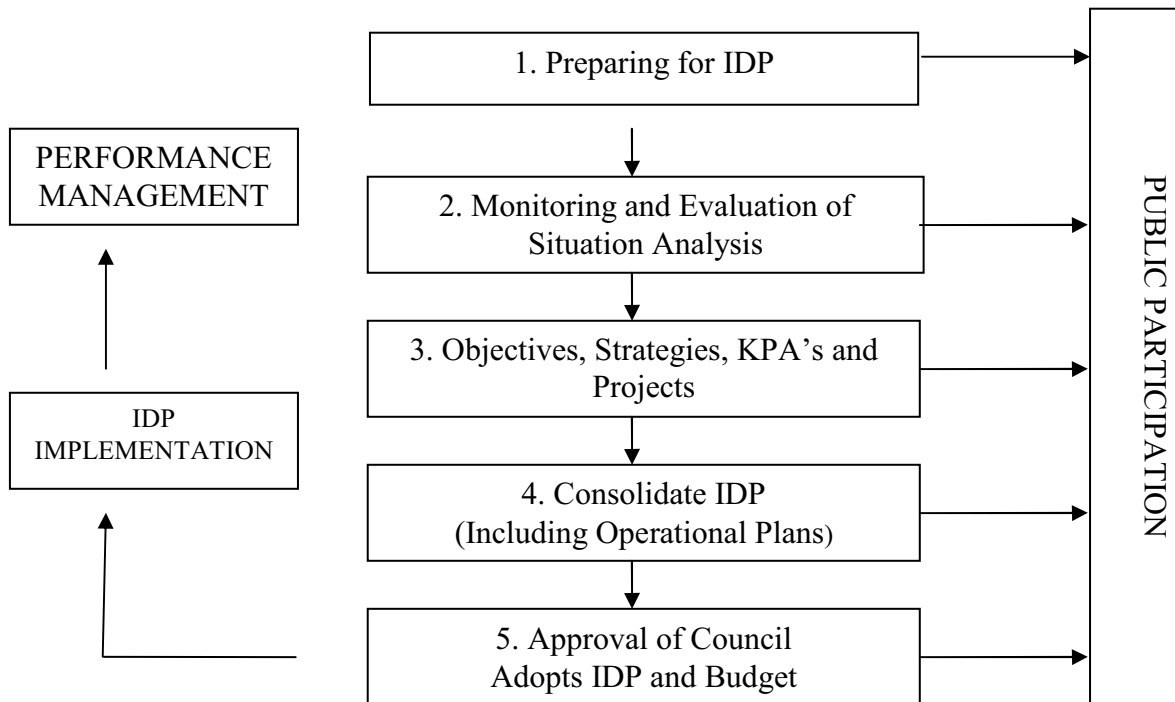 1. Preparing for IDP
PERFORMANCE
MANAGEMENT
2. Monitoring and Evaluation of
Situation Analysis
3. Objectives, Strategies, KPA’s and
Projects
IDP
IMPLEMENTATION
4. Consolidate IDP
(Including Operational Plans)
5. Approval of Council
Adopts IDP and Budget
PUBLIC PARTICIPATION